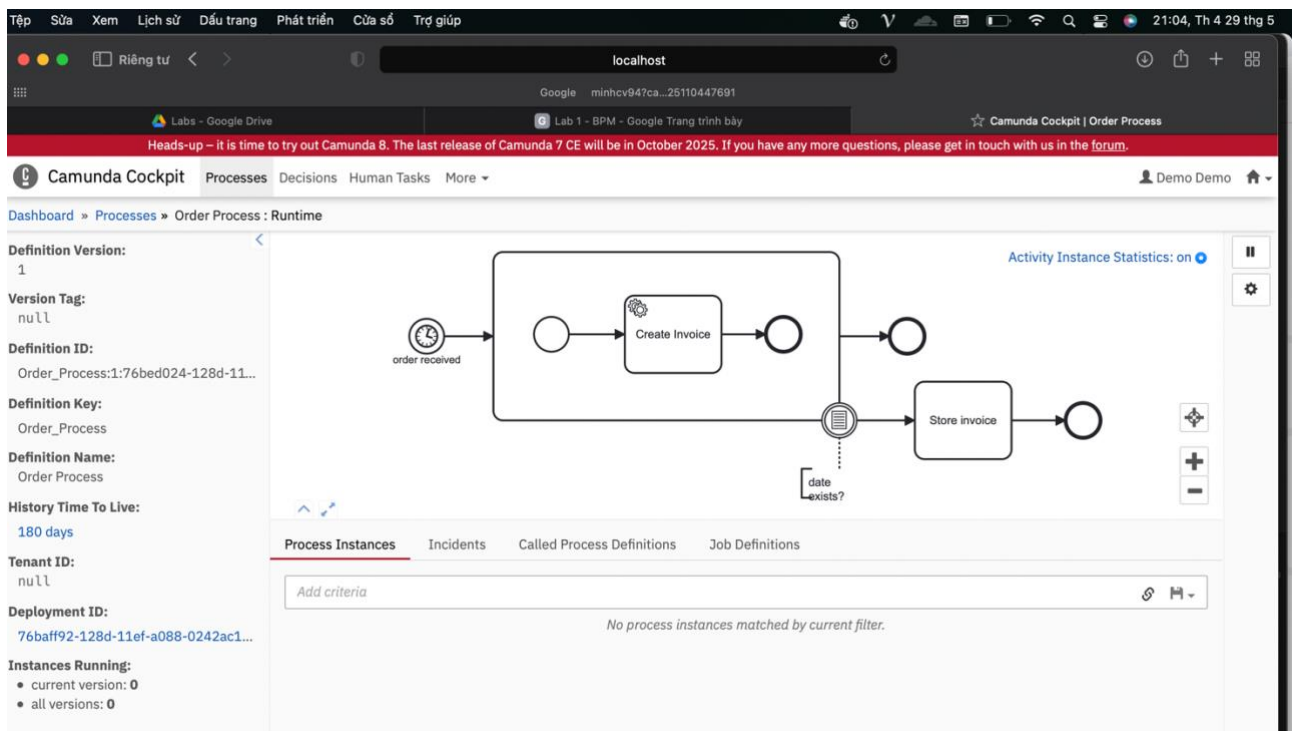 Tệp Sửa Xem Lịch sử Dấu trang Phát triển Cửa sổ Trợ giúp 21:04, Th 4 29 thg 5
Riêng tư localhost
Google minhcv94?ca...25110447691
Labs - Google Drive Lab 1 - BPM - Google Trang trình bày Camunda Cockpit | Order Process
Heads-up – it is time to try out Camunda 8. The last release of Camunda 7 CE will be in October 2025. If you have any more questions, please get in touch with us in the forum.
Camunda Cockpit Processes Decisions Human Tasks More Demo Demo
Dashboard » Processes » Order Process : Runtime
Definition Version:
1
Version Tag:
null
Definition ID:
Order_Process:1:76bed024-128d-11...
Definition Key:
Order_Process
Definition Name:
Order Process
History Time To Live:
180 days
Tenant ID:
null
Deployment ID:
76baff92-128d-11ef-a088-0242ac1...
Instances Running:
• current version: 0
• all versions: 0
Activity Instance Statistics: on
order received
Create Invoice
Store invoice
date
exists?
Process Instances Incidents Called Process Definitions Job Definitions
Add criteria
No process instances matched by current filter.